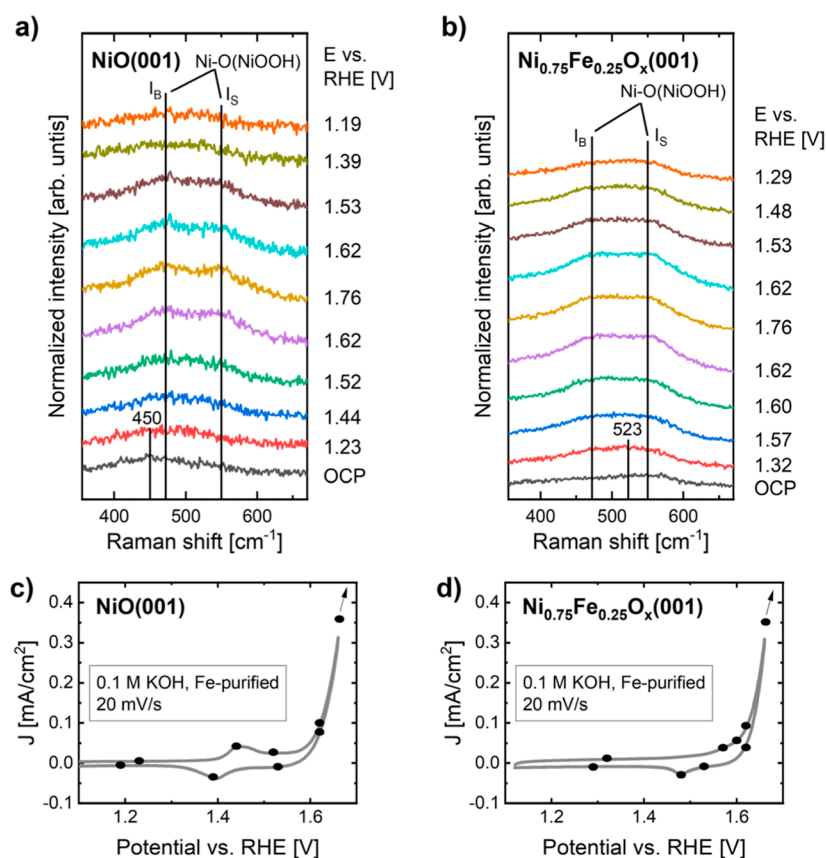 a)
NiO(001)
E vs.
RHE [V]
Ni-O(NiOOH)
I_B
I_S
1.19
1.39
1.53
1.62
1.76
1.62
1.52
1.44
1.23
OCP
450
Normalized intensity [arb. untis]
400
500
600
Raman shift [cm⁻¹]
b)
Ni₀.₇₅Fe₀.₂₅Oₓ(001)
E vs.
RHE [V]
Ni-O(NiOOH)
I_B
I_S
1.29
1.48
1.53
1.62
1.76
1.62
1.60
1.57
1.32
OCP
523
Normalized intensity [arb. units]
400
500
600
Raman shift [cm⁻¹]
c)
NiO(001)
0.1 M KOH, Fe-purified
20 mV/s
J [mA/cm²]
0.4
0.3
0.2
0.1
0.0
-0.1
1.2
1.4
1.6
Potential vs. RHE [V]
d)
Ni₀.₇₅Fe₀.₂₅Oₓ(001)
0.1 M KOH, Fe-purified
20 mV/s
J [mA/cm²]
0.4
0.3
0.2
0.1
0.0
-0.1
1.2
1.4
1.6
Potential vs. RHE [V]